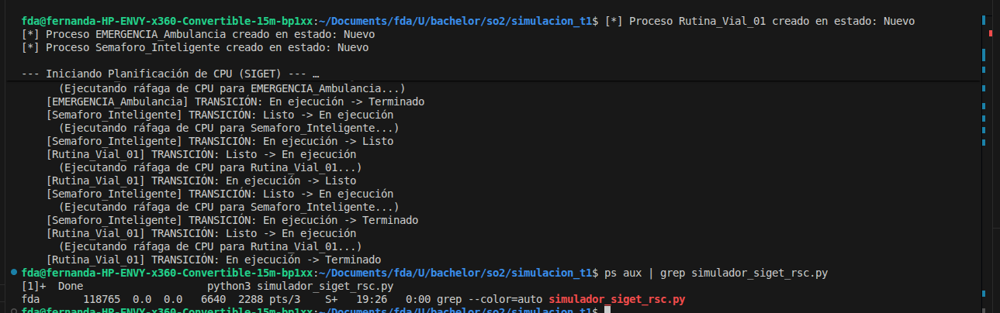 fda@fernanda-HP-ENVY-x360-Convertible-15m-bp1xx:~/Documents/fda/U/bachelor/so2/simulacion_t1$ [*] Proceso Rutina_Vial_01 creado en estado: Nuevo
[*] Proceso EMERGENCIA_Ambulancia creado en estado: Nuevo
[*] Proceso Semaforo_Inteligente creado en estado: Nuevo
--- Iniciando Planificación de CPU (SIGET) --- …
(Ejecutando ráfaga de CPU para EMERGENCIA_Ambulancia...)
[EMERGENCIA_Ambulancia] TRANSICIÓN: En ejecución -> Terminado
[Semaforo_Inteligente] TRANSICIÓN: Listo -> En ejecución
(Ejecutando ráfaga de CPU para Semaforo_Inteligente...)
[Semaforo_Inteligente] TRANSICIÓN: En ejecución -> Listo
[Rutina_Vial_01] TRANSICIÓN: Listo -> En ejecución
(Ejecutando ráfaga de CPU para Rutina_Vial_01...)
[Rutina_Vial_01] TRANSICIÓN: En ejecución -> Listo
[Semaforo_Inteligente] TRANSICIÓN: Listo -> En ejecución
(Ejecutando ráfaga de CPU para Semaforo_Inteligente...)
[Semaforo_Inteligente] TRANSICIÓN: En ejecución -> Terminado
[Rutina_Vial_01] TRANSICIÓN: Listo -> En ejecución
(Ejecutando ráfaga de CPU para Rutina_Vial_01...)
[Rutina_Vial_01] TRANSICIÓN: En ejecución -> Terminado
fda@fernanda-HP-ENVY-x360-Convertible-15m-bp1xx:~/Documents/fda/U/bachelor/so2/simulacion_t1$ ps aux | grep simulador_siget_rsc.py
[1]+  Done                    python3 simulador_siget_rsc.py
fda       118765  0.0  0.0   6640  2288 pts/3    S+   19:26   0:00 grep --color=auto simulador_siget_rsc.py
fda@fernanda-HP-ENVY-x360-Convertible-15m-bp1xx:~/Documents/fda/U/bachelor/so2/simulacion_t1$